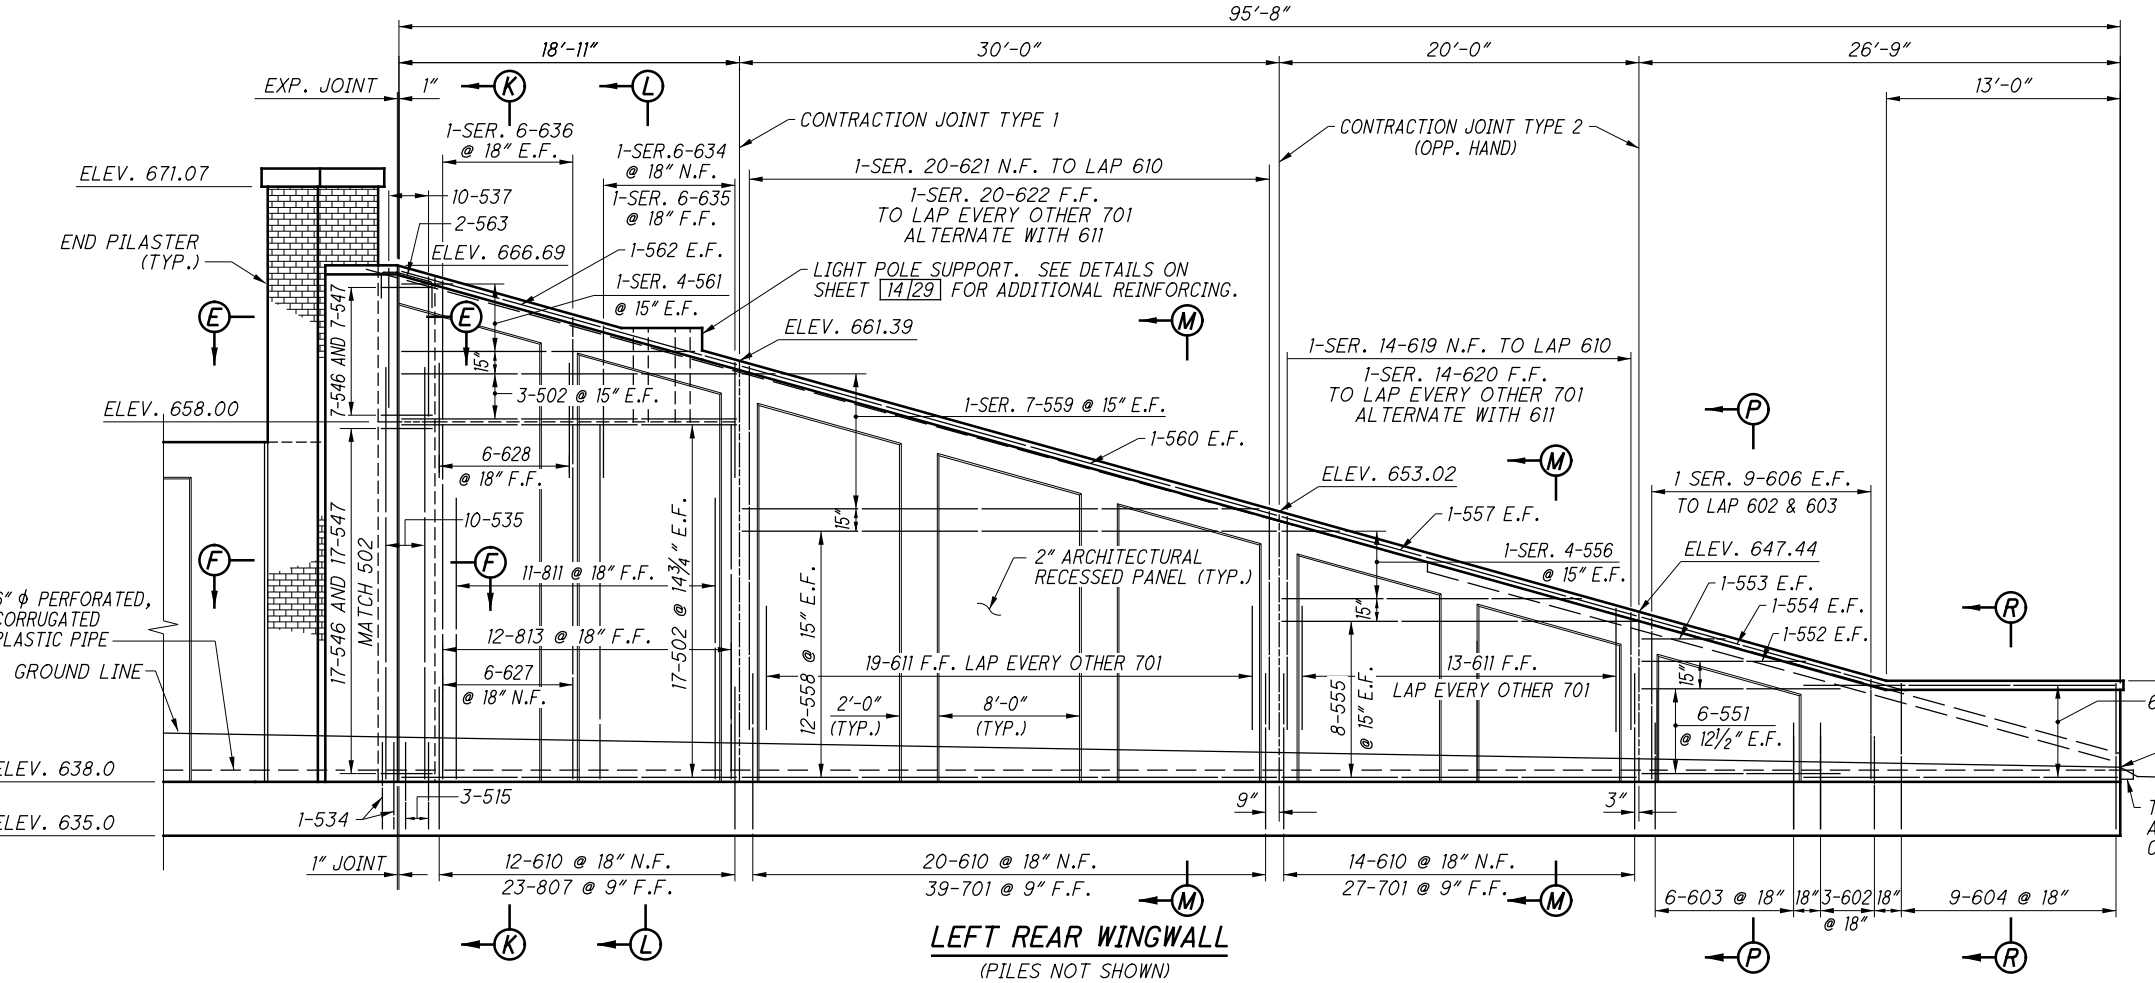 95'-8"
18'-11"
30'-0"
20'-0"
26'-9"
13'-0"
EXP. JOINT
1"
K
L
1-SER. 6-636
@ 18" E.F.
1-SER.6-634
@ 18" N.F.
1-SER. 6-635
@ 18" F.F.
CONTRACTION JOINT TYPE 1
CONTRACTION JOINT TYPE 2
(OPP. HAND)
1-SER. 20-621 N.F. TO LAP 610
1-SER. 20-622 F.F.
TO LAP EVERY OTHER 701
ALTERNATE WITH 611
ELEV. 671.07
10-537
2-563
END PILASTER
(TYP.)
ELEV. 666.69
1-562 E.F.
1-SER. 4-561
@ 15" E.F.
LIGHT POLE SUPPORT. SEE DETAILS ON
SHEET 14/29 FOR ADDITIONAL REINFORCING.
E
E
7-546 AND 7-547
15"
ELEV. 661.39
M
1-SER. 14-619 N.F. TO LAP 610
1-SER. 14-620 F.F.
TO LAP EVERY OTHER 701
ALTERNATE WITH 611
3-502 @ 15" E.F.
ELEV. 658.00
1-SER. 7-559 @ 15" E.F.
1-560 E.F.
P
6-628
@ 18" F.F.
M
ELEV. 653.02
1 SER. 9-606 E.F.
TO LAP 602 & 603
15"
10-535
1-557 E.F.
17-546 AND 17-547
MATCH 502
17-502 @ 14 3/4" E.F.
F
F
11-811 @ 18" F.F.
2" ARCHITECTURAL
RECESSED PANEL (TYP.)
1-SER. 4-556
@ 15" E.F.
ELEV. 647.44
1-553 E.F.
1-554 E.F.
1-552 E.F.
R
6" ϕ PERFORATED,
CORRUGATED
PLASTIC PIPE
GROUND LINE
12-813 @ 18" F.F.
6-627
@ 18" N.F.
12-558 @ 15" E.F.
19-611 F.F. LAP EVERY OTHER 701
15"
8-555
@ 15" E.F.
13-611 F.F.
LAP EVERY OTHER 701
15"
2'-0"
(TYP.)
8'-0"
(TYP.)
6-551
@ 12 1/2" E.F.
6
ELEV. 638.0
ELEV. 635.0
3-515
1-534
9"
3"
T
A
C
1" JOINT
12-610 @ 18" N.F.
23-807 @ 9" F.F.
20-610 @ 18" N.F.
39-701 @ 9" F.F.
14-610 @ 18" N.F.
27-701 @ 9" F.F.
M
M
6-603 @ 18"
18"
3-602
@ 18"
18"
9-604 @ 18"
K
L
P
R
LEFT REAR WINGWALL
(PILES NOT SHOWN)